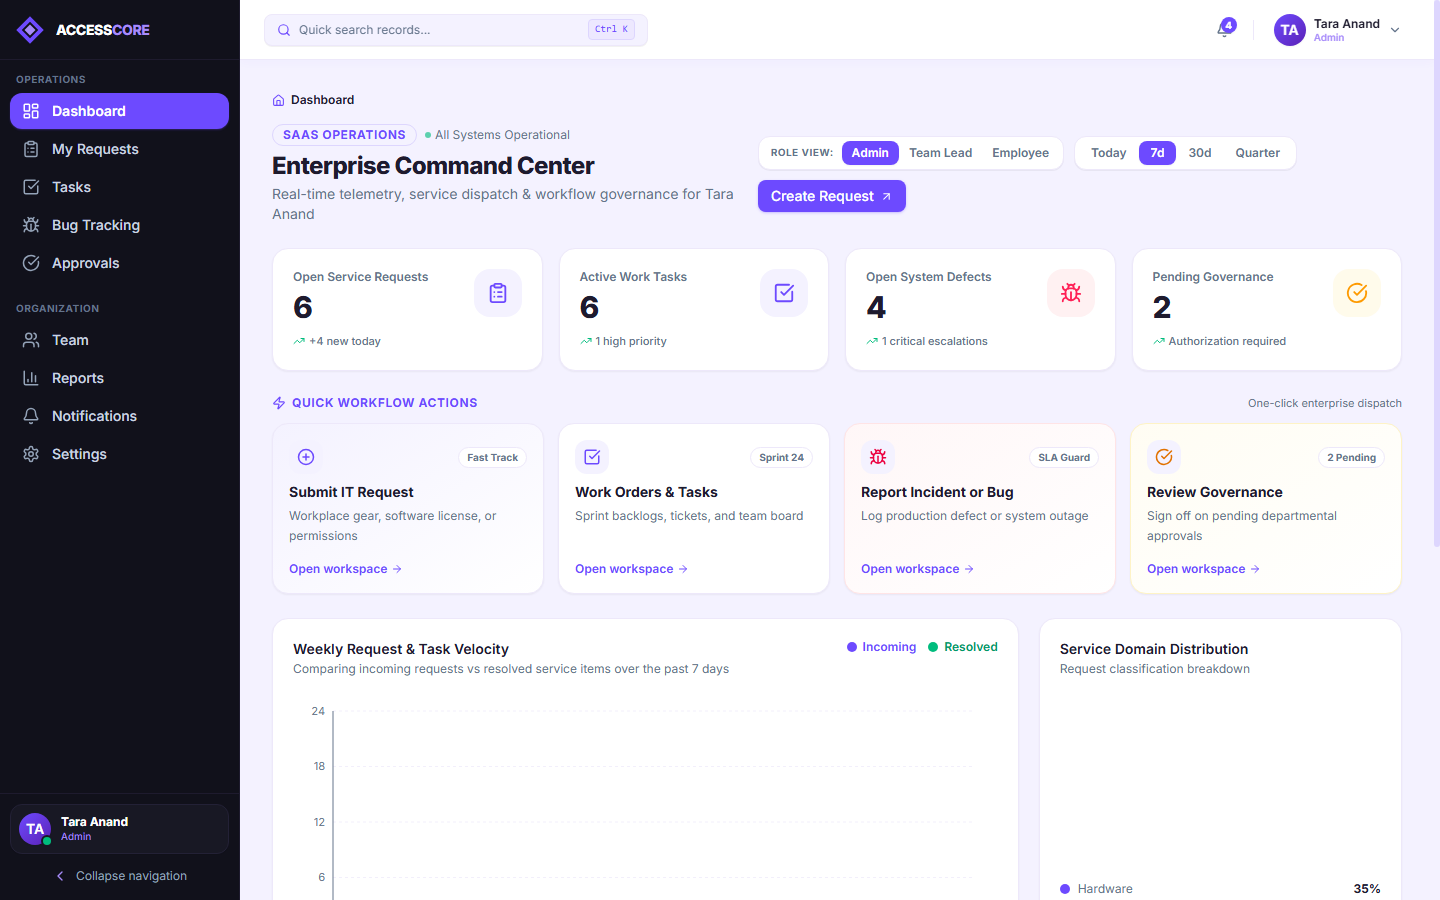 ACCESSCORE
OPERATIONS
Dashboard
My Requests
Tasks
Bug Tracking
Approvals
ORGANIZATION
Team
Reports
Notifications
Settings
TA
Tara Anand
Admin
Collapse navigation
Quick search records...
Ctrl K
4
TA
Tara Anand
Admin
Dashboard
SAAS OPERATIONS
All Systems Operational
Enterprise Command Center
Real-time telemetry, service dispatch & workflow governance for Tara
Anand
ROLE VIEW:
Admin
Team Lead
Employee
Today
7d
30d
Quarter
Create Request
Open Service Requests
6
+4 new today
Active Work Tasks
6
1 high priority
Open System Defects
4
1 critical escalations
Pending Governance
2
Authorization required
QUICK WORKFLOW ACTIONS
One-click enterprise dispatch
Fast Track
Submit IT Request
Workplace gear, software license, or
permissions
Open workspace
Sprint 24
Work Orders & Tasks
Sprint backlogs, tickets, and team board
Open workspace
SLA Guard
Report Incident or Bug
Log production defect or system outage
Open workspace
2 Pending
Review Governance
Sign off on pending departmental
approvals
Open workspace
Weekly Request & Task Velocity
Comparing incoming requests vs resolved service items over the past 7 days
Incoming
Resolved
24
18
12
6
Service Domain Distribution
Request classification breakdown
Hardware
35%